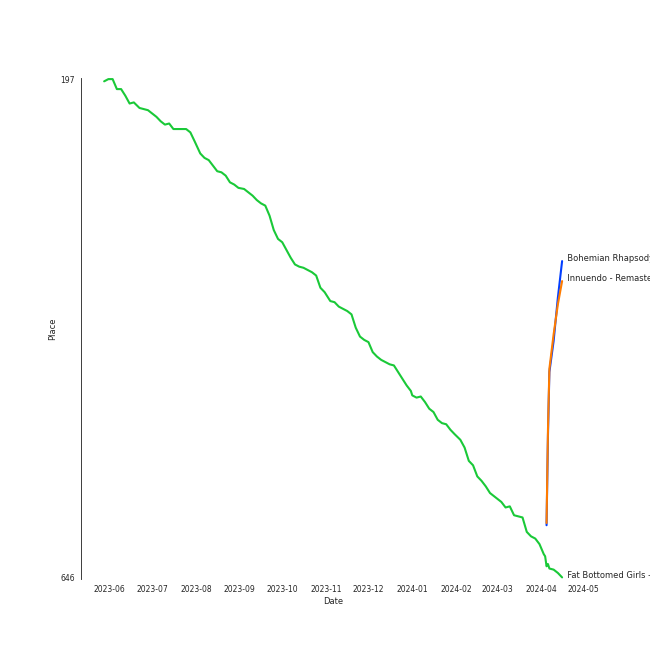 197
Bohemian Rhapsody
Innuendo - Remaste
Place
646
Fat Bottomed Girls -
2023-06 2023-07 2023-08 2023-09 2023-10 2023-11 2023-12 2024-01 2024-02 2024-03 2024-04 2024-05
Date